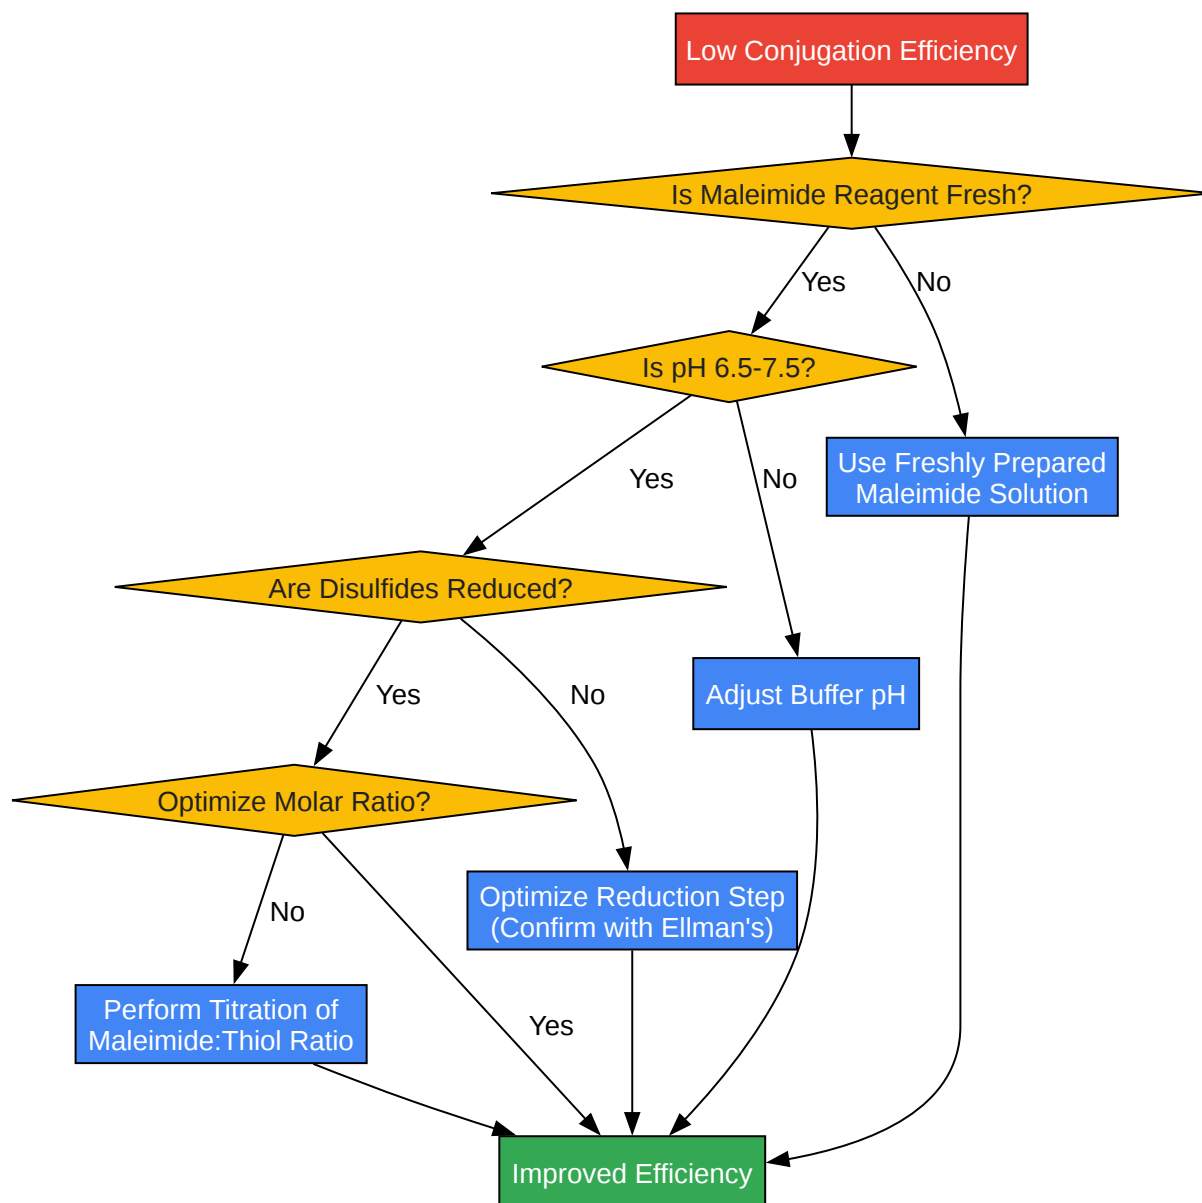 Low Conjugation Efficiency
Is Maleimide Reagent Fresh?
Yes
No
Is pH 6.5-7.5?
Yes
No
Use Freshly Prepared
Maleimide Solution
Are Disulfides Reduced?
Yes
No
Adjust Buffer pH
Optimize Molar Ratio?
No
Yes
Optimize Reduction Step
(Confirm with Ellman's)
Perform Titration of
Maleimide:Thiol Ratio
Improved Efficiency